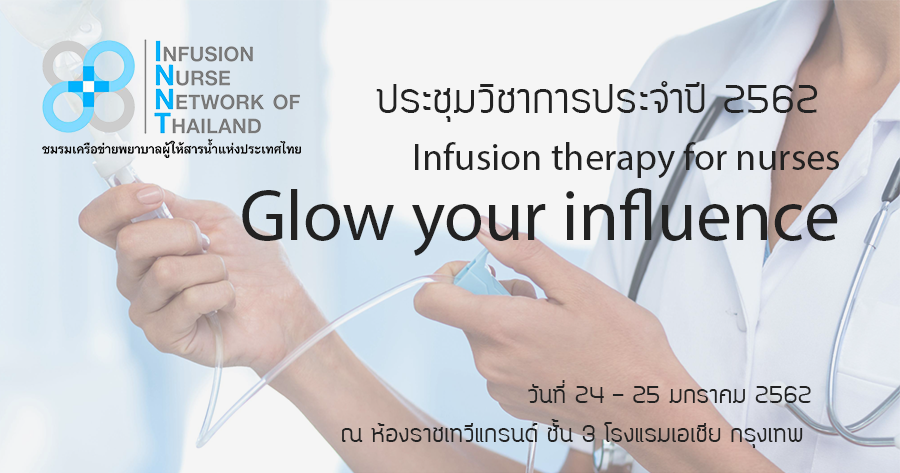 INFUSION
NURSE
NETWORK OF
THAILAND
ชมรมเครือข่ายพยาบาลผู้ให้สารน้ำแห่งประเทศไทย
ประชุมวิชาการประจำปี 2562
Infusion therapy for nurses
Glow your influence
วันที่ 24 - 25 มกราคม 2562
ณ ห้องราชเทวีแกรนด์ ชั้น 3 โรงแรมเอเชีย กรุงเทพ